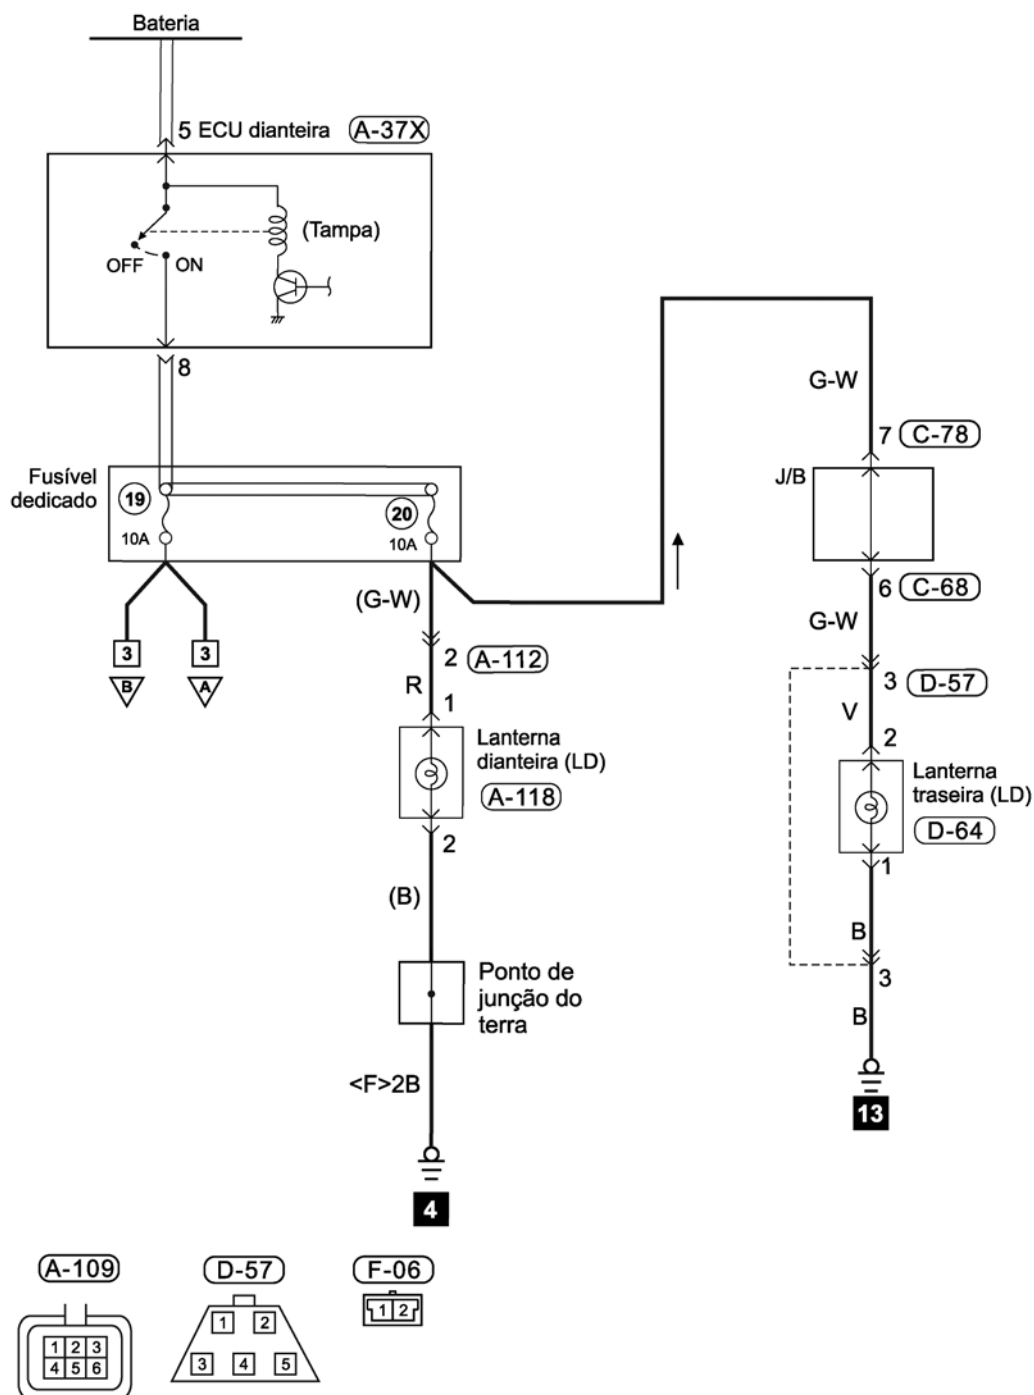 Bateria
5 ECU dianteira A-37X
(Tampa)
OFF
ON
8
Fusível
dedicado
19
10A
20
10A
3
B
3
A
(G-W)
2 A-112
R
1
Lanterna
dianteira (LD)
A-118
2
(B)
Ponto de
junção do
terra
<F>2B
4
G-W
7 C-78
J/B
6 C-68
G-W
3 D-57
V
2
Lanterna
traseira (LD)
D-64
1
B
3
B
13
A-109
1 2 3
4 5 6
D-57
1 2
3 4 5
F-06
1 2